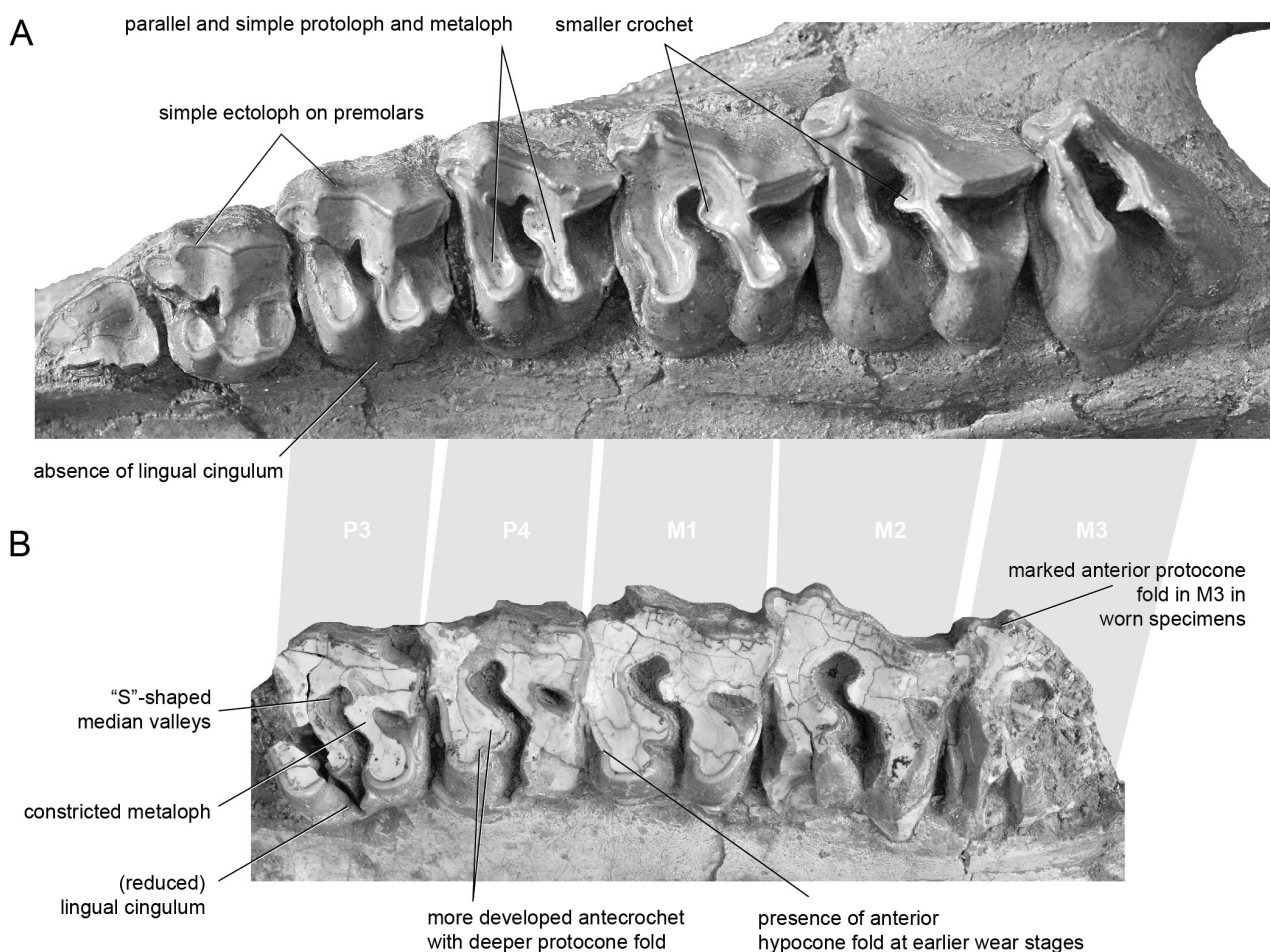 A
parallel and simple protoloph and metaloph
smaller crochet
simple ectoloph on premolars
absence of lingual cingulum
P3
P4
M1
M2
M3
B
marked anterior protocone
fold in M3 in
worn specimens
“S”-shaped
median valleys
constricted metaloph
(reduced)
lingual cingulum
more developed antecrochet
with deeper protocone fold
presence of anterior
hypocone fold at earlier wear stages